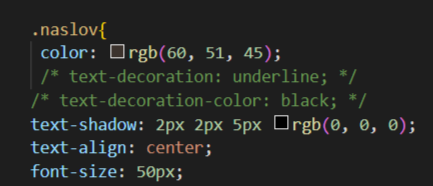 .naslov{
color: rgb(60, 51, 45);
/* text-decoration: underline; */
/* text-decoration-color: black; */
text-shadow: 2px 2px 5px rgb(0, 0, 0);
text-align: center;
font-size: 50px;